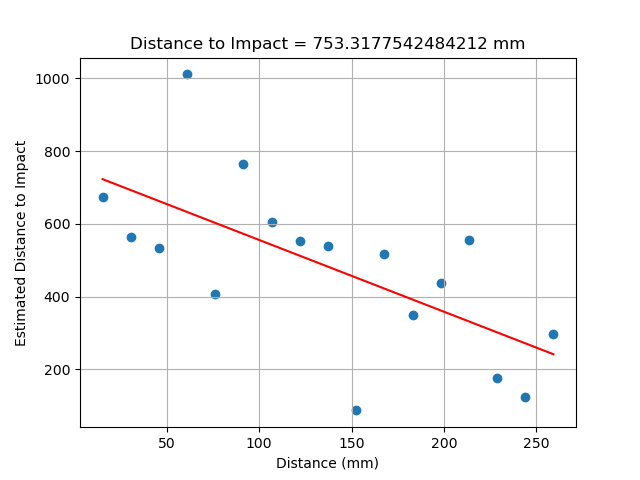 Distance to Impact = 753.3177542484212 mm
1000
800
600
400
200
Estimated Distance to Impact
50 100 150 200 250
Distance (mm)